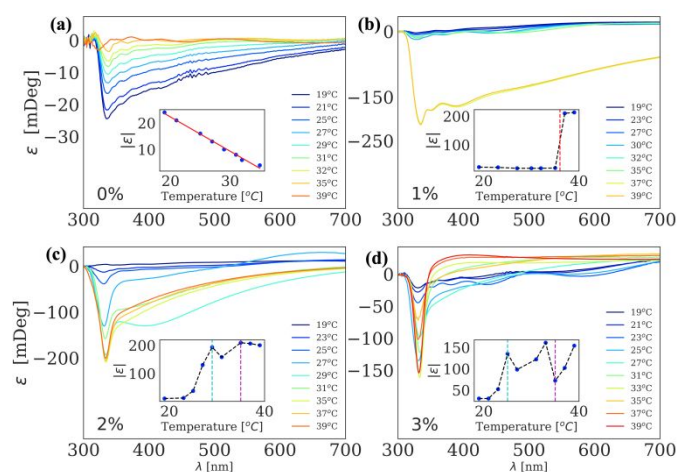 (a)
0
−10
−20
−30
ε [mDeg]
0%
|ε|
20
10
20
30
Temperature [°C]
19°C
21°C
25°C
27°C
29°C
31°C
32°C
35°C
39°C
300
400
500
600
700
(b)
0
−150
−250
1%
|ε|
200
100
20
30
40
Temperature [°C]
19°C
23°C
27°C
30°C
32°C
35°C
37°C
39°C
300
400
500
600
700
(c)
0
−100
−200
ε [mDeg]
2%
|ε|
200
100
20
30
40
Temperature [°C]
19°C
23°C
25°C
27°C
29°C
31°C
35°C
37°C
39°C
300
400
500
600
700
λ [nm]
(d)
0
−50
−100
−150
3%
|ε|
150
100
50
20
30
40
Temperature [°C]
19°C
21°C
23°C
25°C
27°C
31°C
33°C
35°C
37°C
39°C
300
400
500
600
700
λ [nm]